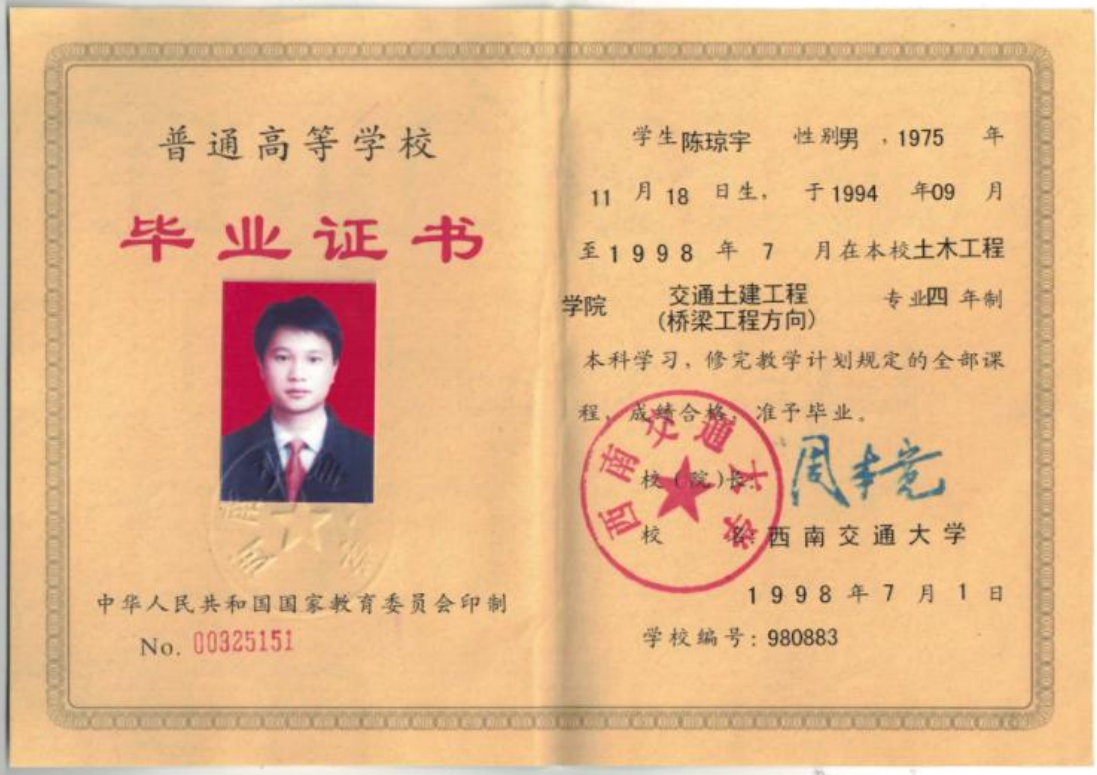 普通高等学校
毕业证书
中华人民共和国国家教育委员会印制
No. 00325151
学生陈琼宇 性别男，1975 年
11 月 18 日生， 于1994 年09 月
至1998 年 7 月在本校土木工程
学院 交通土建工程 专业四 年制
(桥梁工程方向)
本科学习，修完教学计划规定的全部课
程，成绩合格，准予毕业。
校（院)长：
校 名：西南交通大学
西南交通大学
1998年7月1日
学校编号：980883